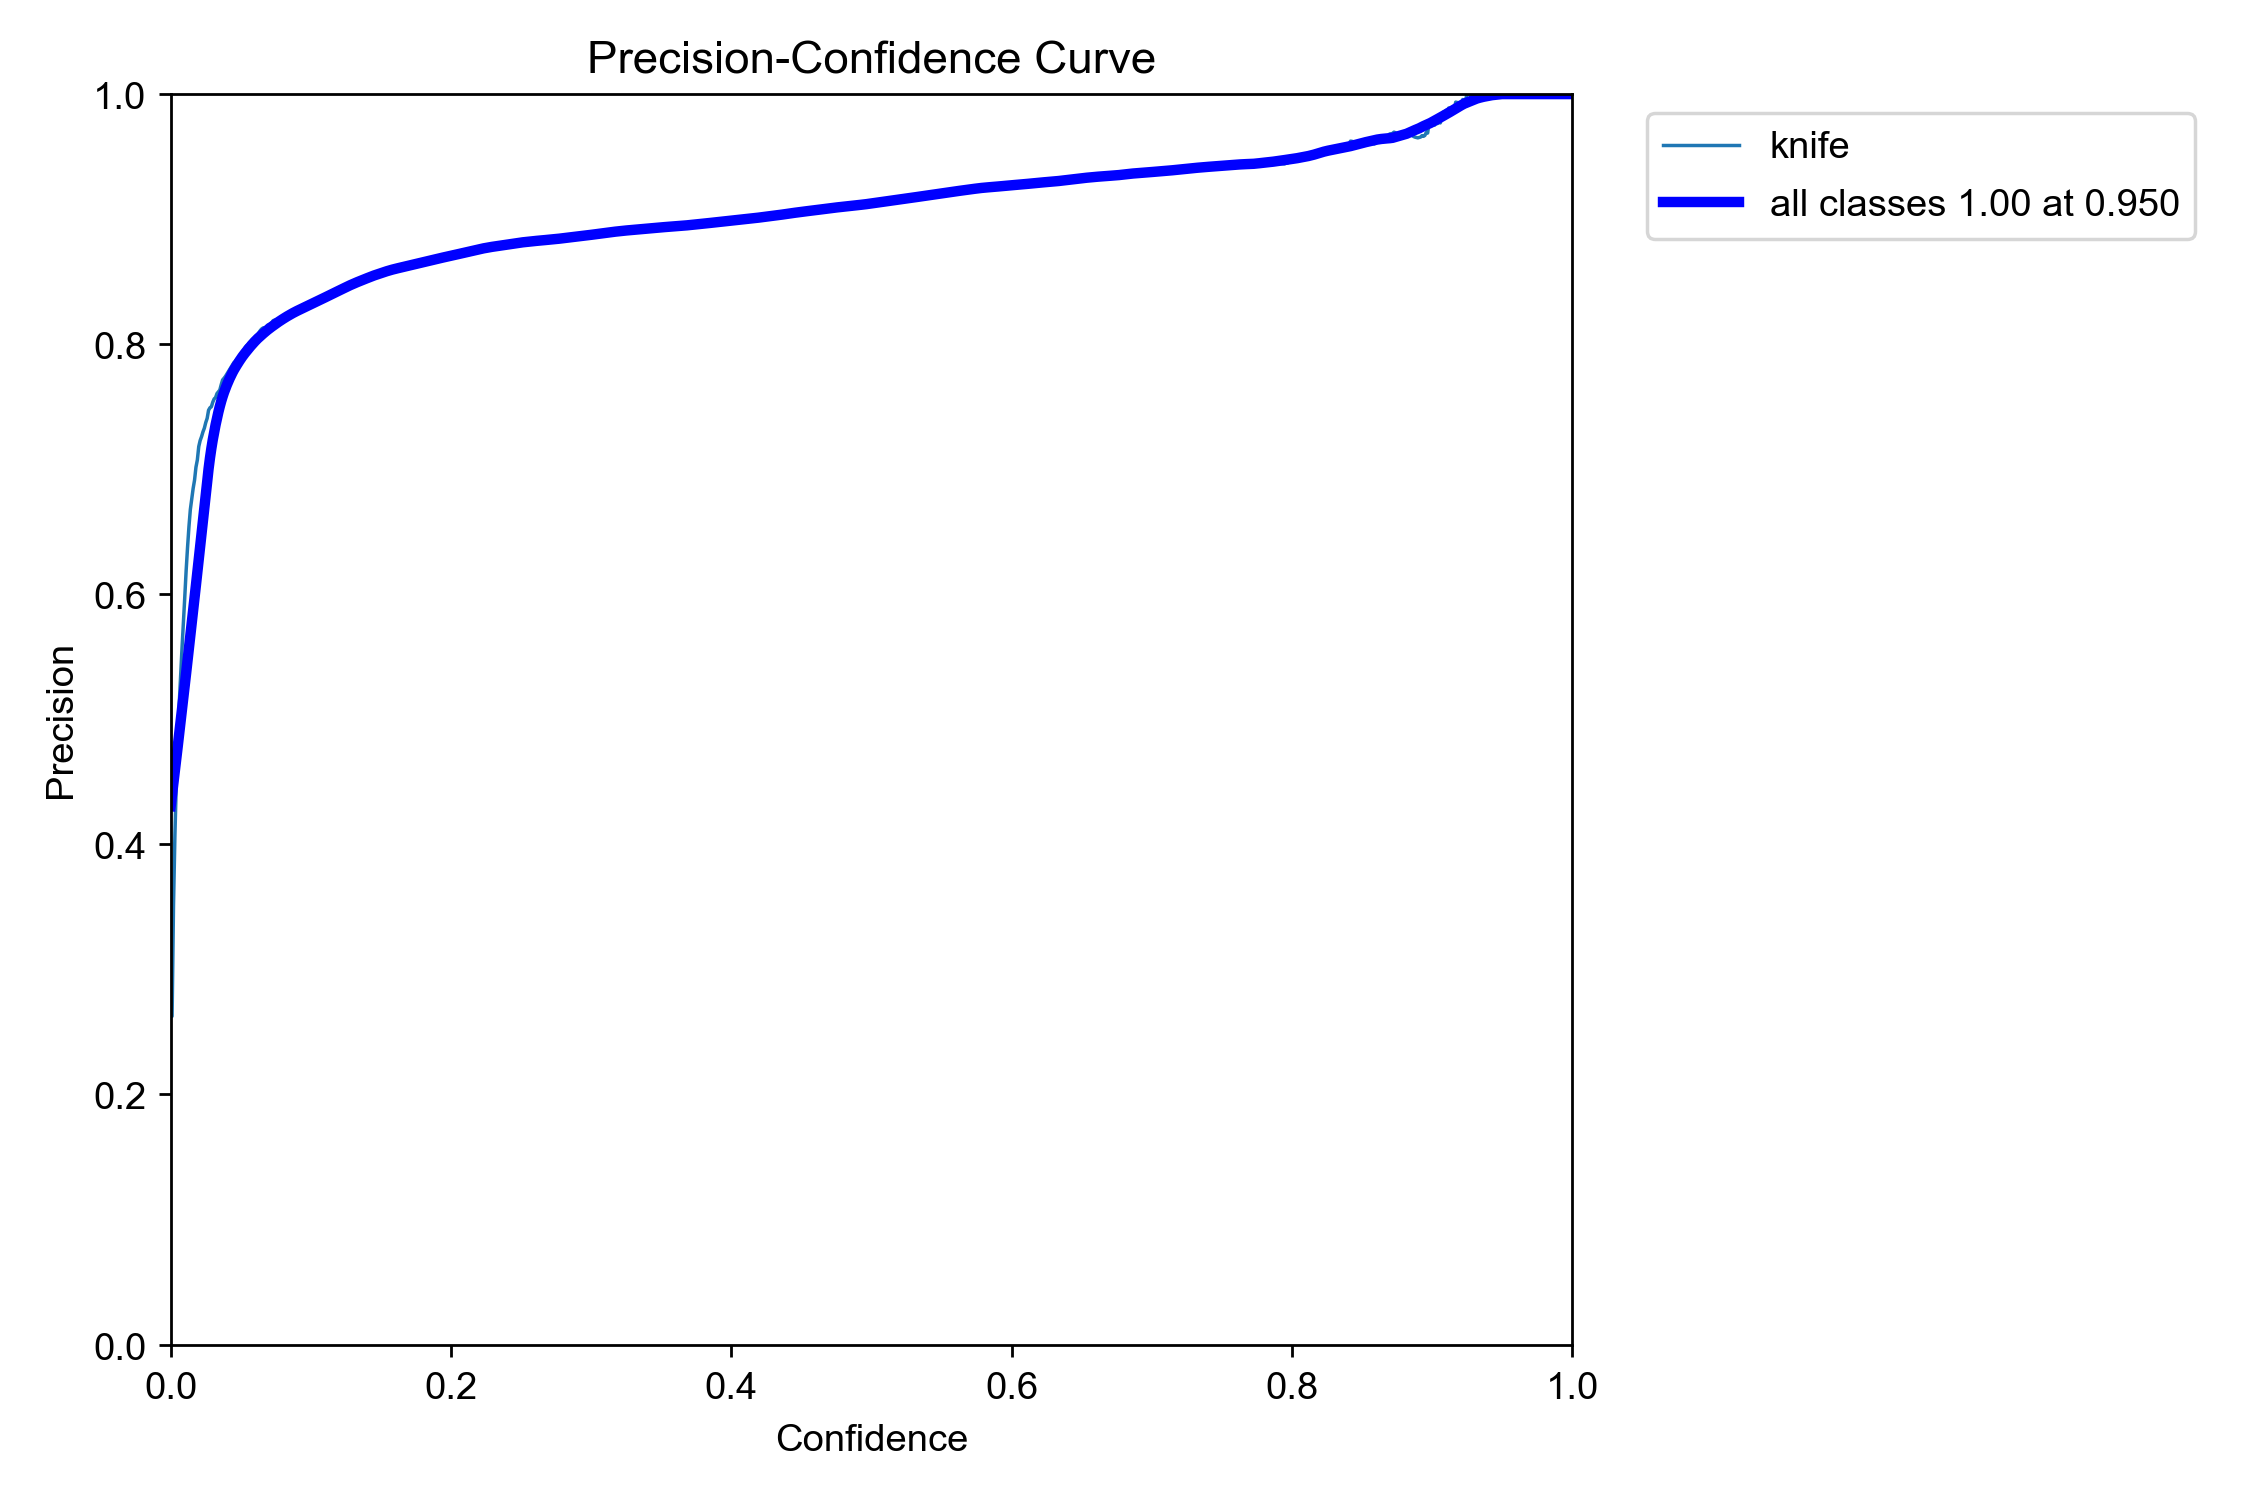 Precision-Confidence Curve
1.0
0.8
0.6
0.4
0.2
0.0
Precision
0.0 0.2 0.4 0.6 0.8 1.0
Confidence
knife
all classes 1.00 at 0.950